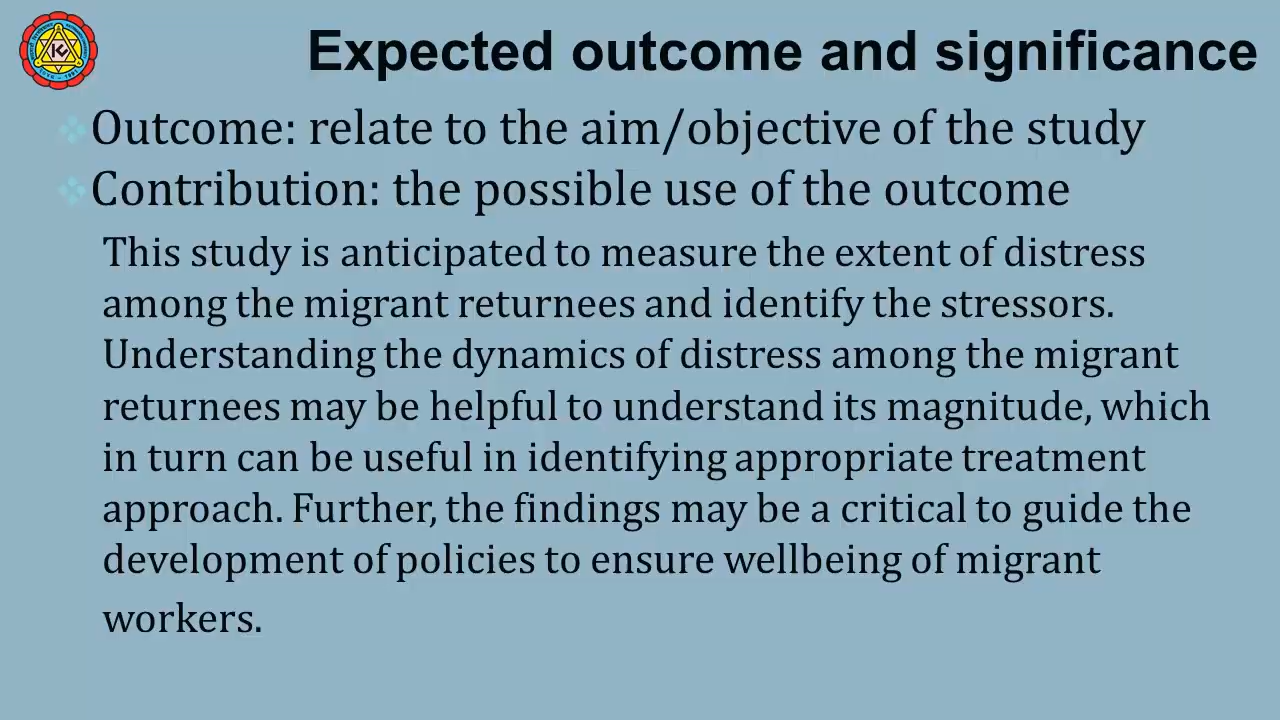 Expected outcome and significance
Outcome: relate to the aim/objective of the study
Contribution: the possible use of the outcome
This study is anticipated to measure the extent of distress
among the migrant returnees and identify the stressors.
Understanding the dynamics of distress among the migrant
returnees may be helpful to understand its magnitude, which
in turn can be useful in identifying appropriate treatment
approach. Further, the findings may be a critical to guide the
development of policies to ensure wellbeing of migrant
workers.